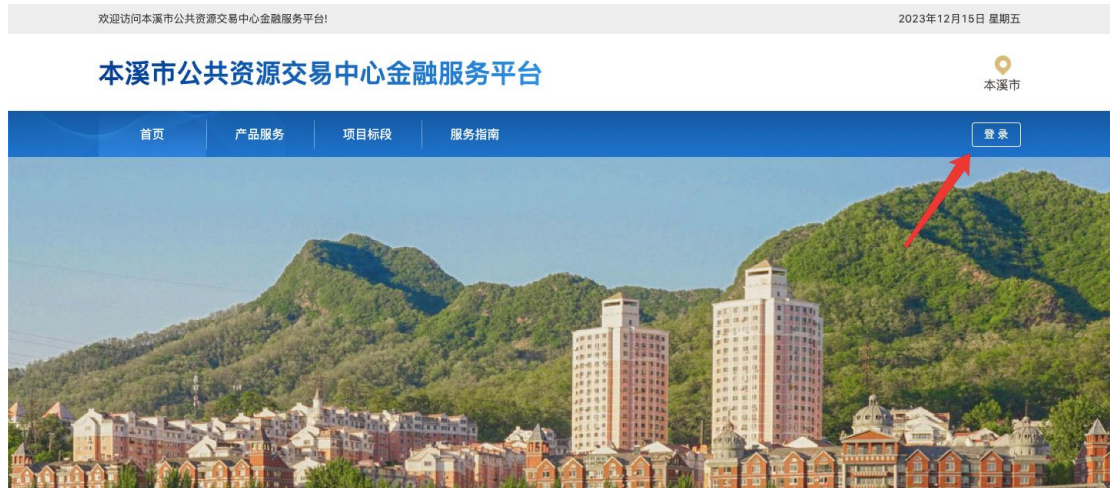 欢迎访问本溪市公共资源交易中心金融服务平台!
2023年12月15日 星期五
本溪市公共资源交易中心金融服务平台
本溪市
首页
产品服务
项目标段
服务指南
登录